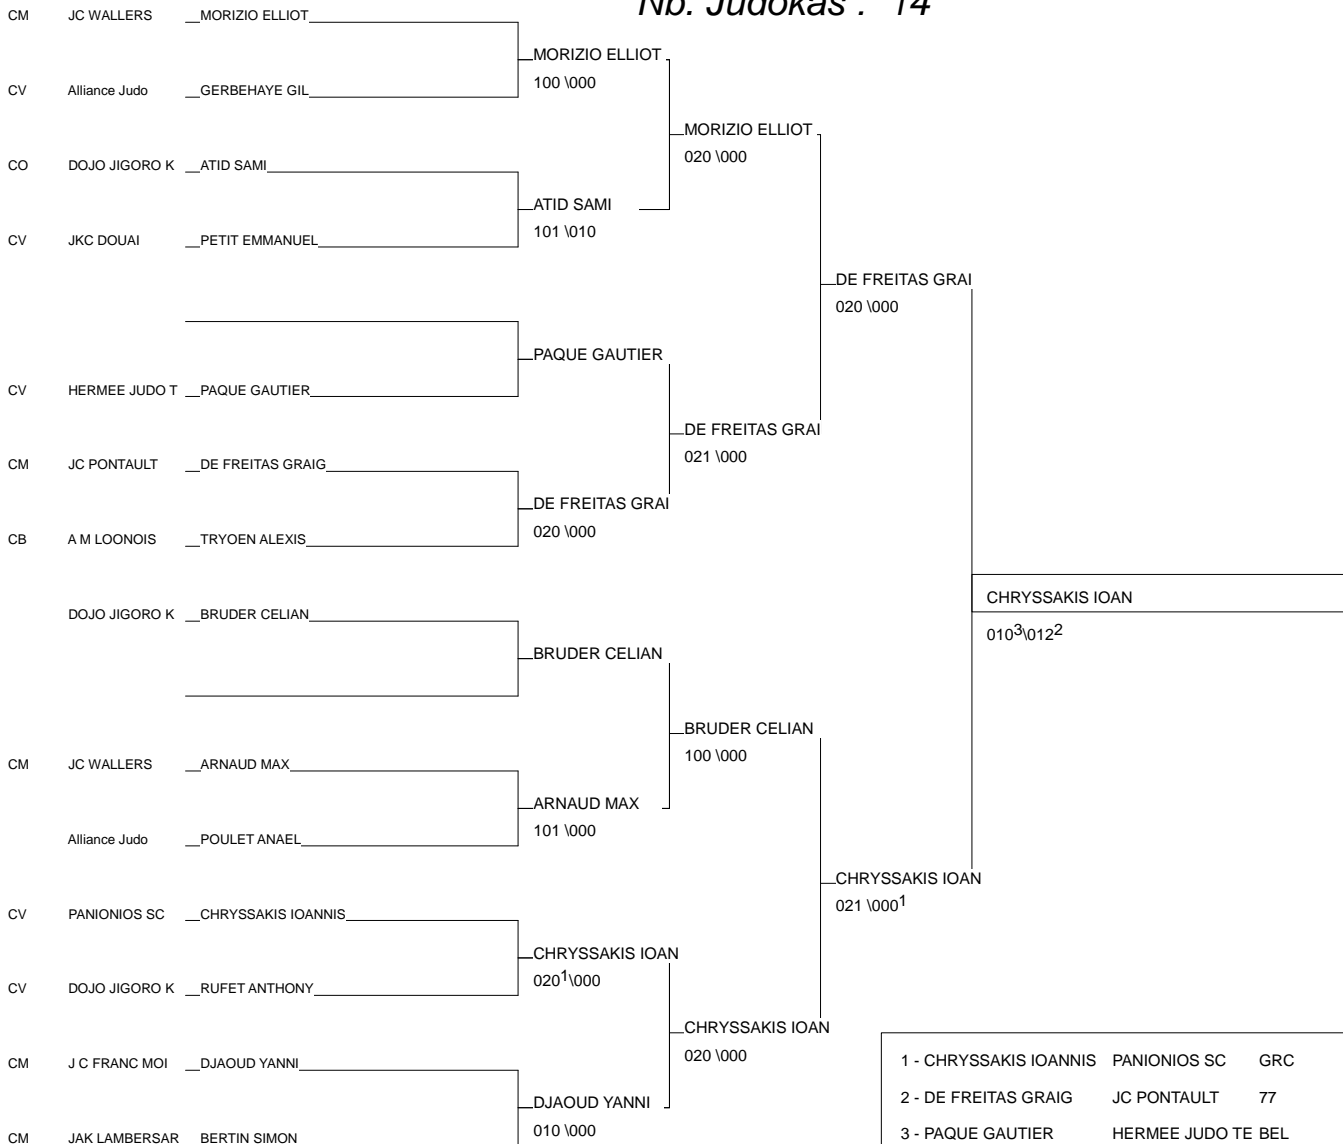 Nb. Judokas : 14
CM JC WALLERS MORIZIO ELLIOT
MORIZIO ELLIOT
100 \000
CV Alliance Judo GERBEHAYE GIL
MORIZIO ELLIOT
020 \000
CO DOJO JIGORO K ATID SAMI
ATID SAMI
101 \010
CV JKC DOUAI PETIT EMMANUEL
DE FREITAS GRAI
020 \000
PAQUE GAUTIER
CV HERMEE JUDO T PAQUE GAUTIER
DE FREITAS GRAI
021 \000
CM JC PONTAULT DE FREITAS GRAIG
DE FREITAS GRAI
020 \000
CB A M LOONOIS TRYOEN ALEXIS
CHRYSSAKIS IOAN
010³\012²
DOJO JIGORO K BRUDER CELIAN
BRUDER CELIAN
BRUDER CELIAN
100 \000
CM JC WALLERS ARNAUD MAX
ARNAUD MAX
101 \000
Alliance Judo POULET ANAEL
CHRYSSAKIS IOAN
021 \000¹
CV PANIONIOS SC CHRYSSAKIS IOANNIS
CHRYSSAKIS IOAN
020¹\000
CV DOJO JIGORO K RUFET ANTHONY
CHRYSSAKIS IOAN
020 \000
CM J C FRANC MOI DJAOUD YANNI
DJAOUD YANNI
010 \000
CM JAK LAMBERSAR BERTIN SIMON
1 - CHRYSSAKIS IOANNIS PANIONIOS SC GRC
2 - DE FREITAS GRAIG JC PONTAULT 77
3 - PAQUE GAUTIER HERMEE JUDO TE BEL